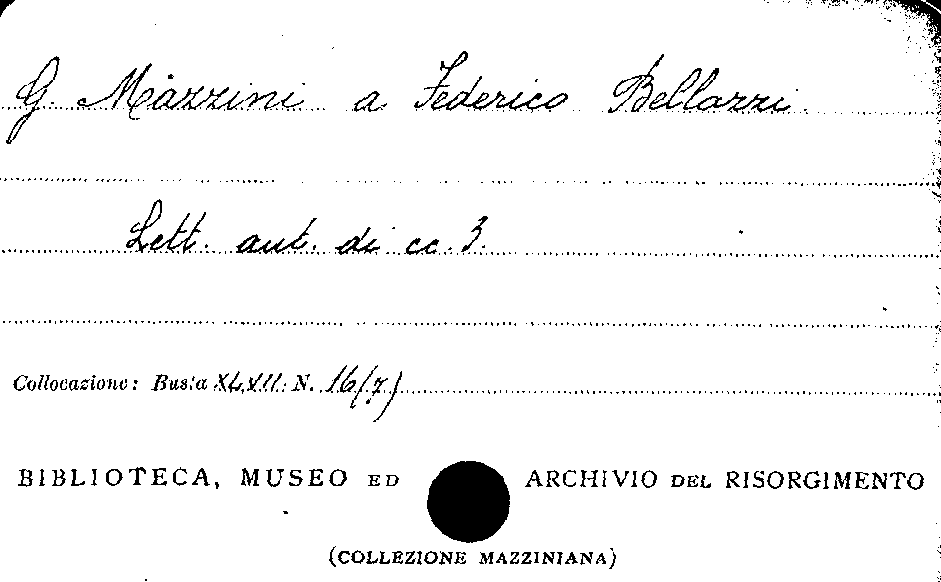 G. Mazzini a Federico Bellazzi.
Lett. aut. di cc. 3.
Collocazione: Busta XLVII. N. 16/7)
BIBLIOTECA, MUSEO ED ARCHIVIO DEL RISORGIMENTO
(COLLEZIONE MAZZINIANA)